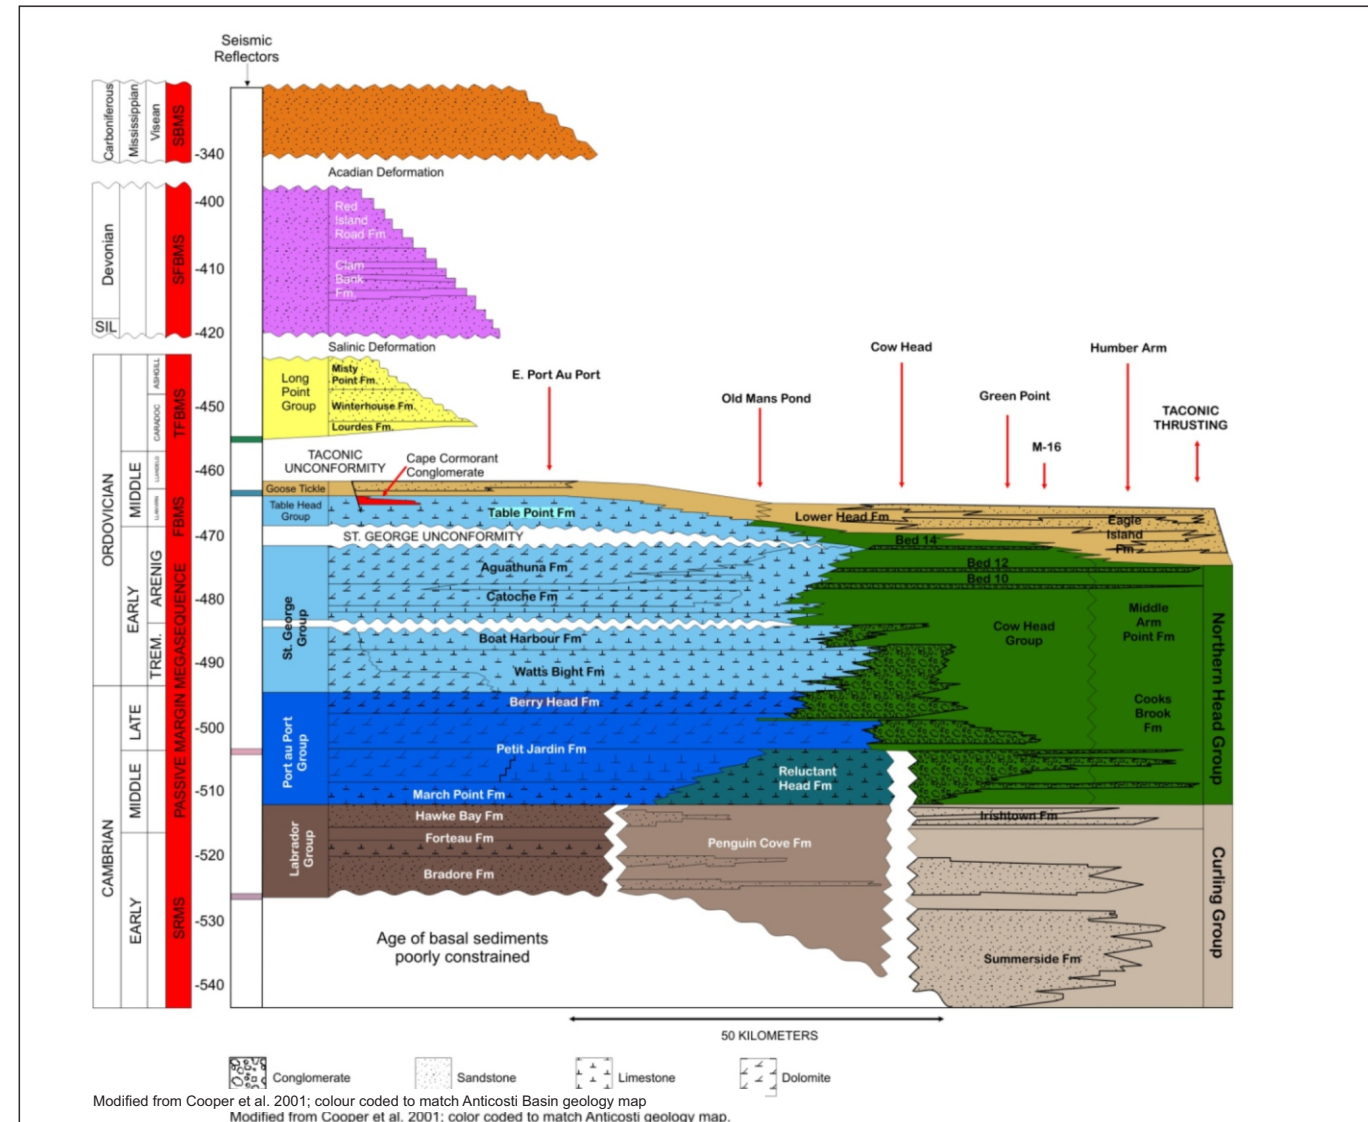 Seismic
Reflectors
Carboniferous
Mississippian
Visean
SBMS
-340
Acadian Deformation
Devonian
SIL
SFBMS
-400
-410
-420
Red
Island
Road Fm
Clam
Bank
Fm.
Salinic Deformation
ORDOVICIAN
MIDDLE
EARLY
ASHGILL
CARADOC
LLANDEILO
LLANVIRN
ARENIG
TREM.
TFBMS
FBMS
PASSIVE MARGIN MEGASEQUENCE
SRMS
CAMBRIAN
LATE
MIDDLE
EARLY
-450
-460
-470
-480
-490
-500
-510
-520
-530
-540
Long
Point
Group
Misty
Point Fm.
Winterhouse Fm.
Lourdes Fm.
E. Port Au Port
Old Mans Pond
Cow Head
Green Point
M-16
Humber Arm
TACONIC
THRUSTING
TACONIC
UNCONFORMITY
Cape Cormorant
Conglomerate
Goose Tickle
Table Head
Group
Table Point Fm
Lower Head Fm
Eagle
Island
Fm
ST. GEORGE UNCONFORMITY
Bed 14
Bed 12
Bed 10
St. George
Group
Aguathuna Fm
Catoche Fm
Boat Harbour Fm
Watts Bight Fm
Cow Head
Group
Middle
Arm
Point Fm
Cooks
Brook
Fm
Northern Head Group
Port au Port
Group
Berry Head Fm
Petit Jardin Fm
March Point Fm
Reluctant
Head Fm
Labrador
Group
Hawke Bay Fm
Forteau Fm
Bradore Fm
Penguin Cove Fm
Irishtown Fm
Summerside Fm
Curling Group
Age of basal sediments
poorly constrained
50 KILOMETERS
Conglomerate
Sandstone
Limestone
Dolomite
Modified from Cooper et al. 2001; colour coded to match Anticosti Basin geology map
Modified from Cooper et al. 2001; color coded to match Anticosti geology map.